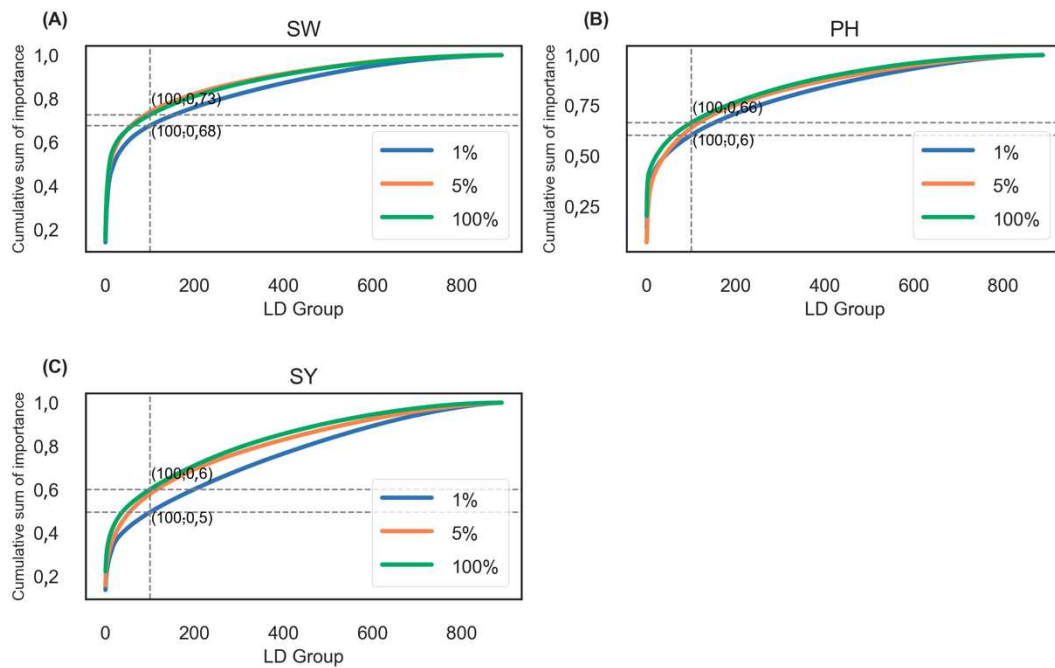 (A)
SW
Cumulative sum of importance
1,0
0,8
0,6
0,4
0,2
(100;0,73)
(100;0,68)
1%
5%
100%
0 200 400 600 800
LD Group
(B)
PH
Cumulative sum of importance
1,00
0,75
0,50
0,25
(100;0,66)
(100;0,6)
1%
5%
100%
0 200 400 600 800
LD Group
(C)
SY
Cumulative sum of importance
1,0
0,8
0,6
0,4
0,2
(100;0,6)
(100;0,5)
1%
5%
100%
0 200 400 600 800
LD Group